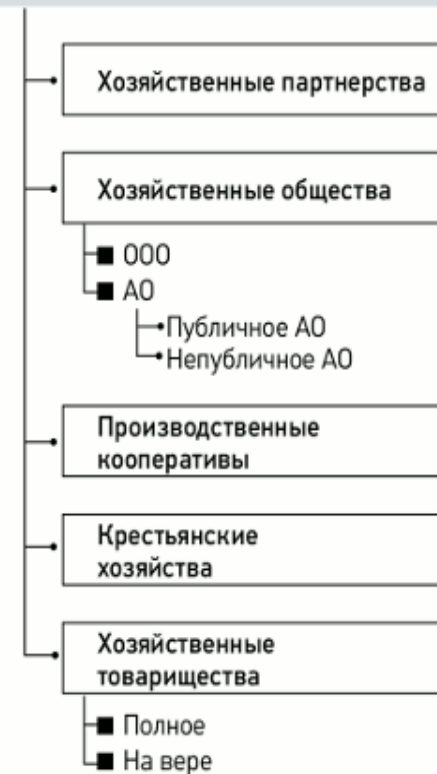 Хозяйственные партнерства
Хозяйственные общества
ООО
АО
Публичное АО
Непубличное АО
Производственные
кооперативы
Крестьянские
хозяйства
Хозяйственные
товарищества
Полное
На вере